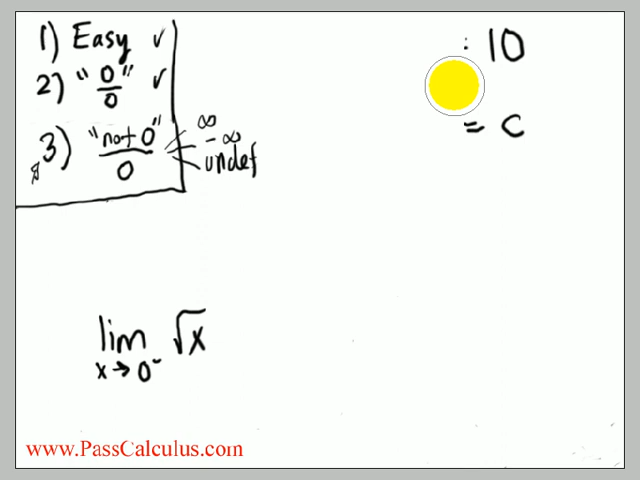 1) Easy ✓
2) "0/0" ✓
3) "not 0"/0 ∞ -∞ undef
: 10
= C
lim x→0⁻ √x
www.PassCalculus.com